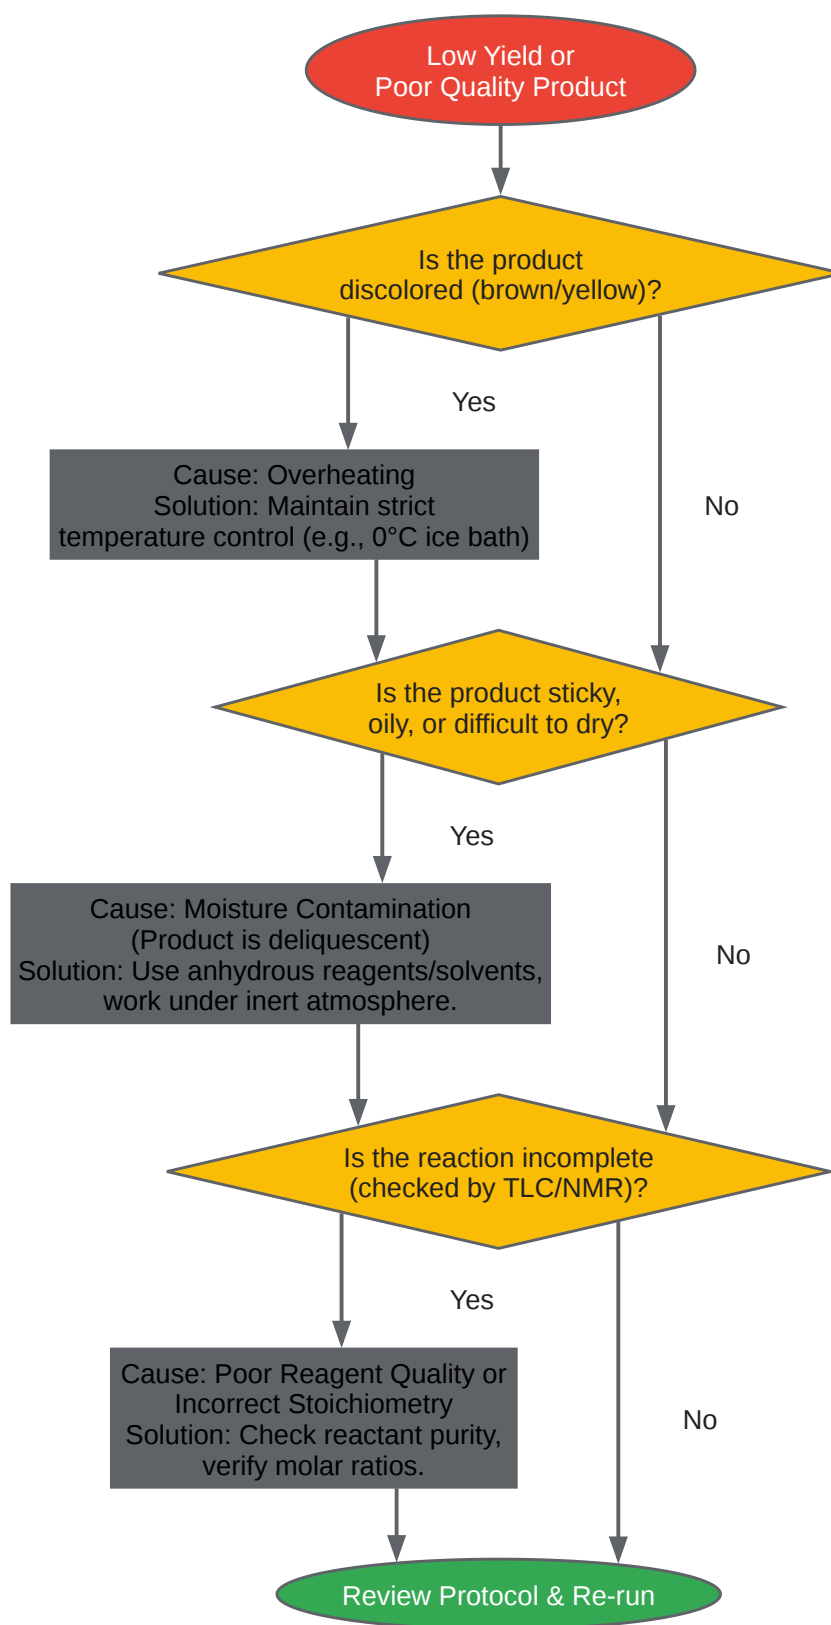 Low Yield or
Poor Quality Product
Is the product
discolored (brown/yellow)?
Yes
Cause: Overheating
Solution: Maintain strict
temperature control (e.g., 0°C ice bath)
No
Is the product sticky,
oily, or difficult to dry?
Yes
Cause: Moisture Contamination
(Product is deliquescent)
Solution: Use anhydrous reagents/solvents,
work under inert atmosphere.
No
Is the reaction incomplete
(checked by TLC/NMR)?
Yes
Cause: Poor Reagent Quality or
Incorrect Stoichiometry
Solution: Check reactant purity,
verify molar ratios.
No
Review Protocol & Re-run